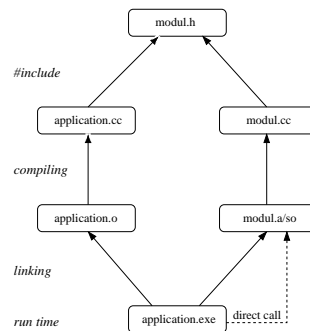 modul.h
#include
application.cc
modul.cc
compiling
application.o
modul.a/so
linking
application.exe
direct call
run time